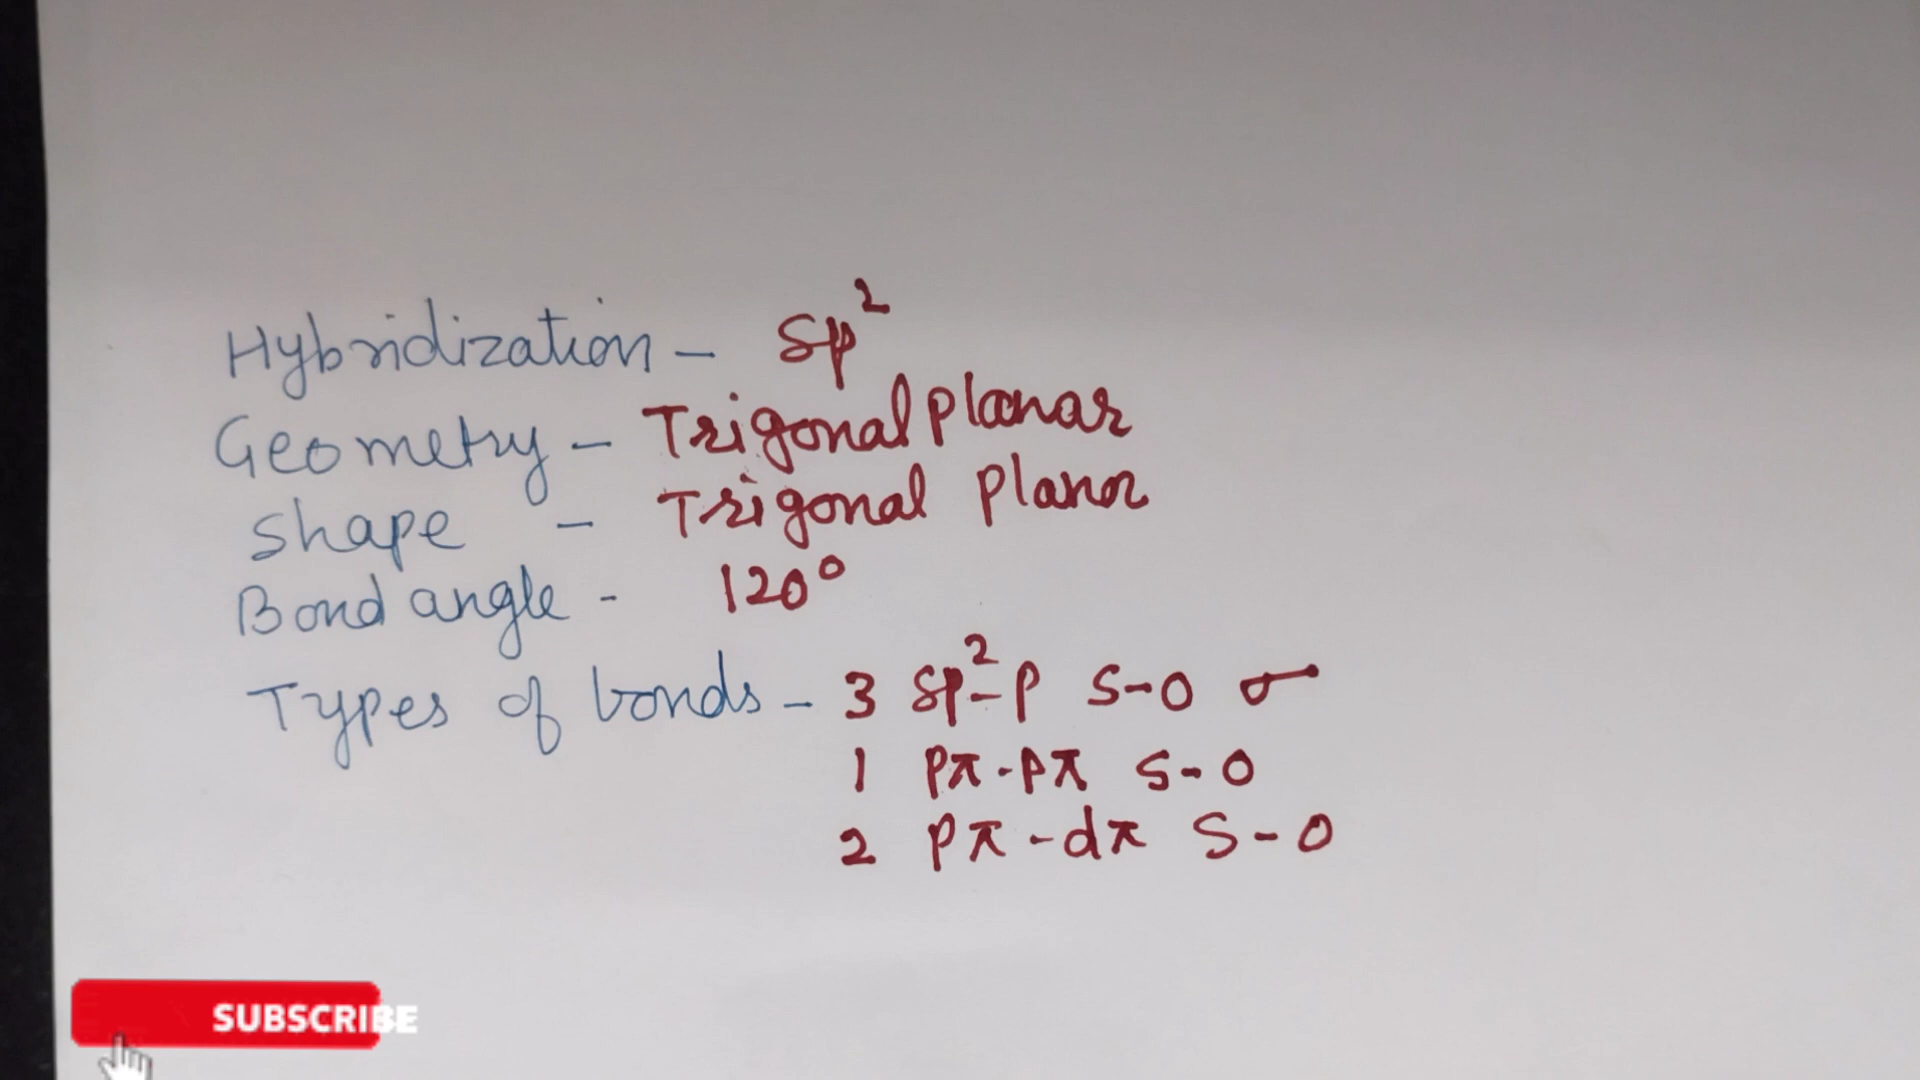 Hybridization - sp²
Geometry - Trigonal planar
Shape - Trigonal planar
Bond angle - 120°
Types of bonds - 3 sp²-p S-O σ
1 pπ-pπ S-O
2 pπ-dπ S-O
SUBSCRIBE